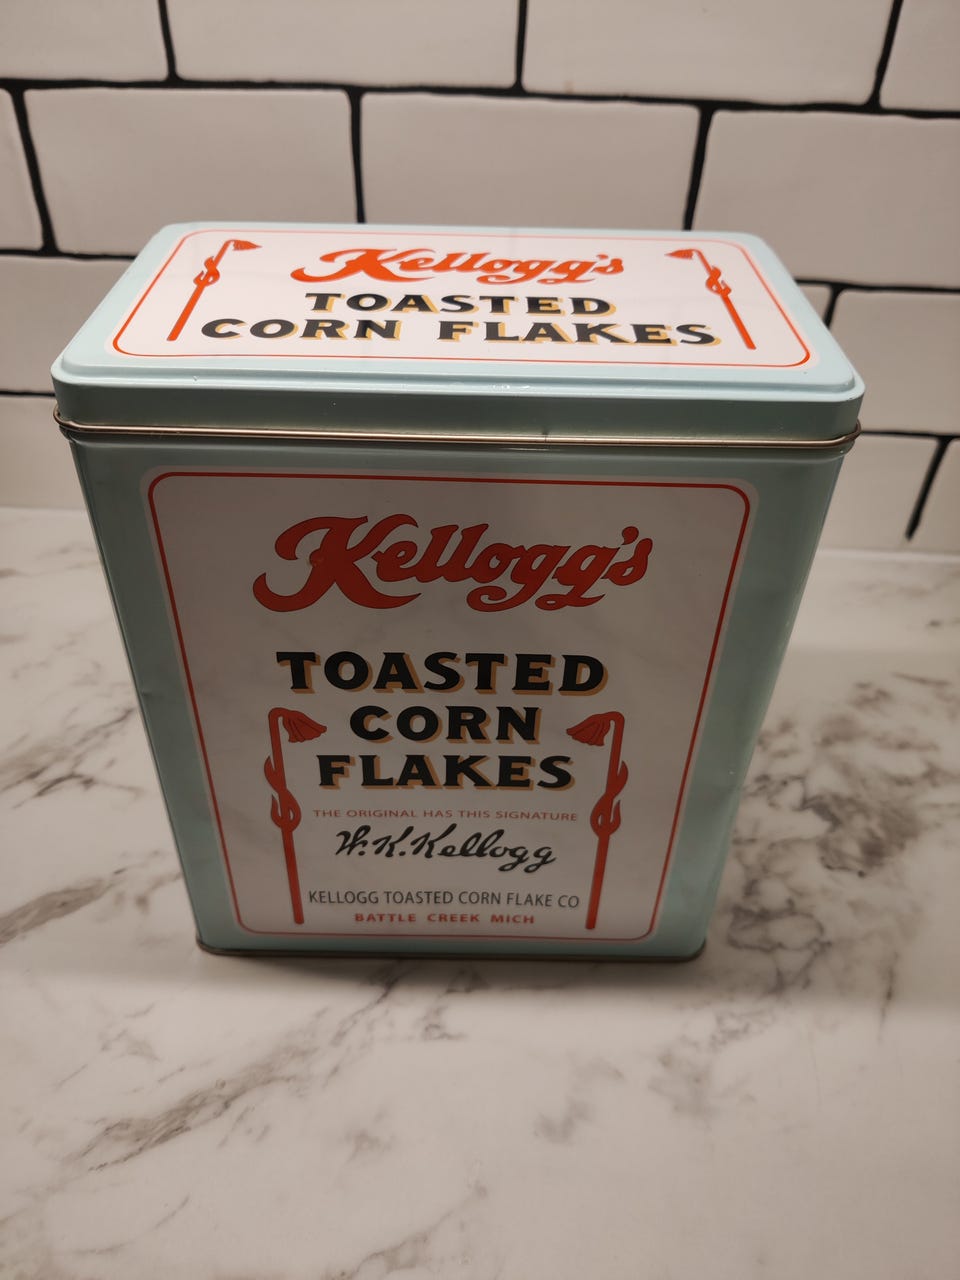 Kellogg's
TOASTED
CORN FLAKES
Kellogg's
TOASTED
CORN
FLAKES
THE ORIGINAL HAS THIS SIGNATURE
W.K.Kellogg
KELLOGG TOASTED CORN FLAKE CO
BATTLE CREEK MICH